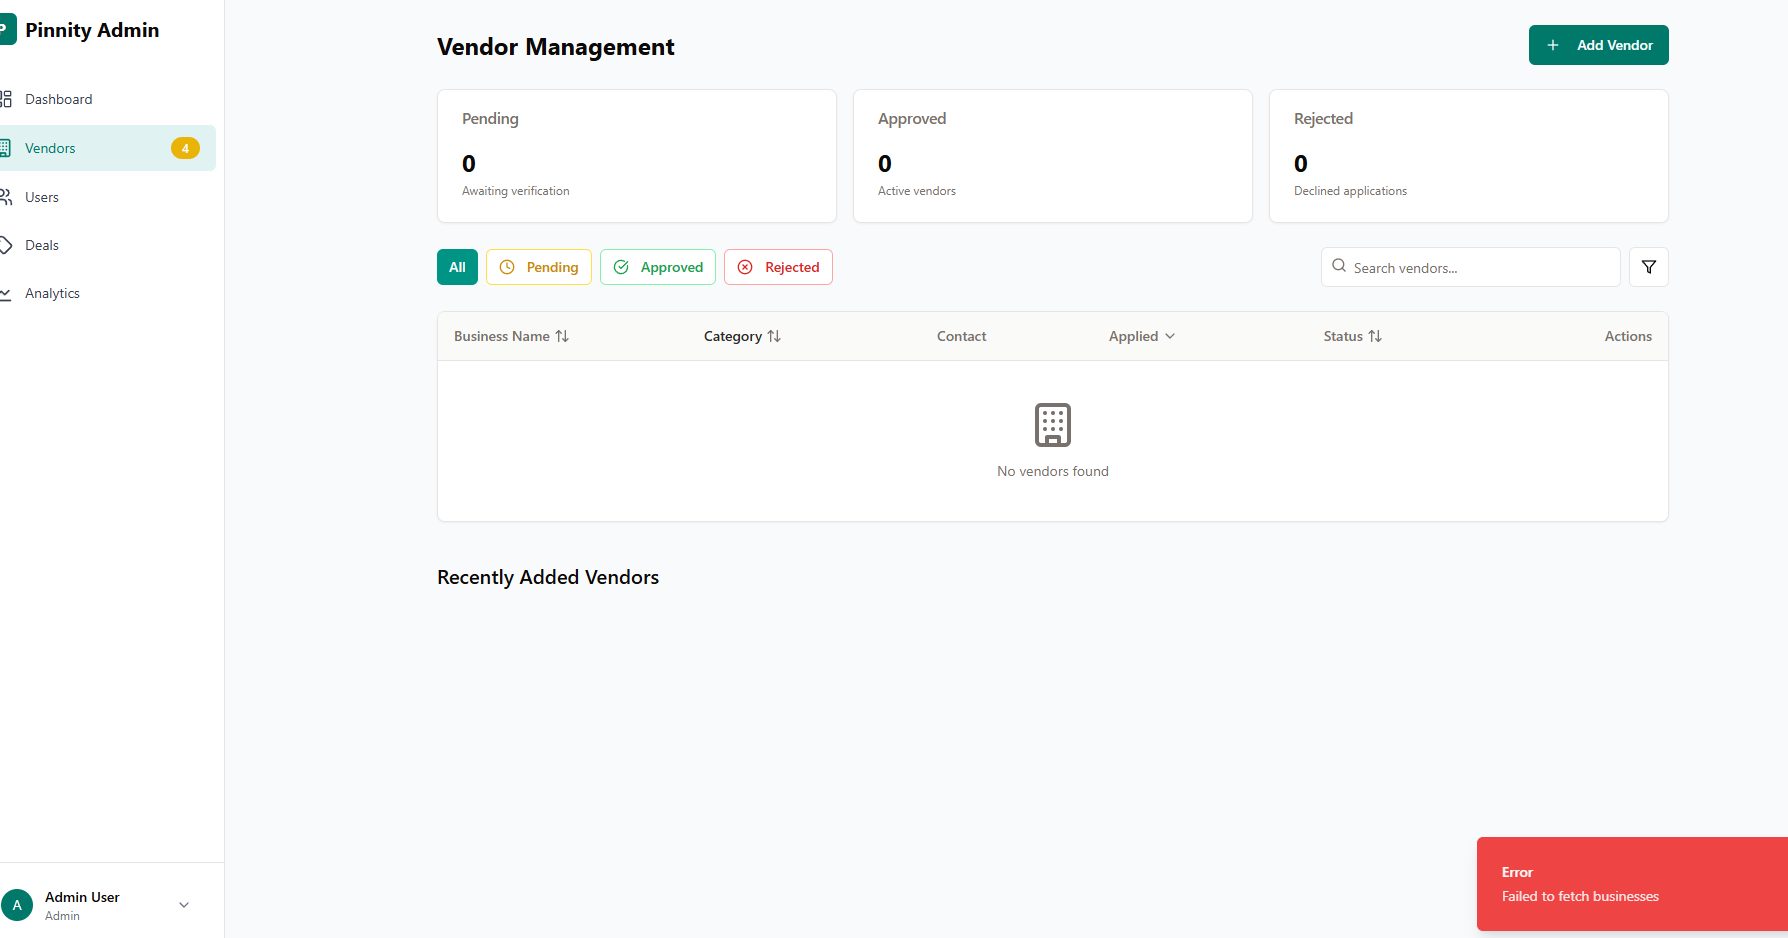 P
Pinnity Admin
Dashboard
Vendors 4
Users
Deals
Analytics
Admin User
Admin
A
Vendor Management
Add Vendor
Pending
0
Awaiting verification
Approved
0
Active vendors
Rejected
0
Declined applications
All Pending Approved Rejected
Search vendors...
Business Name Category Contact Applied Status Actions
No vendors found
Recently Added Vendors
Error
Failed to fetch businesses